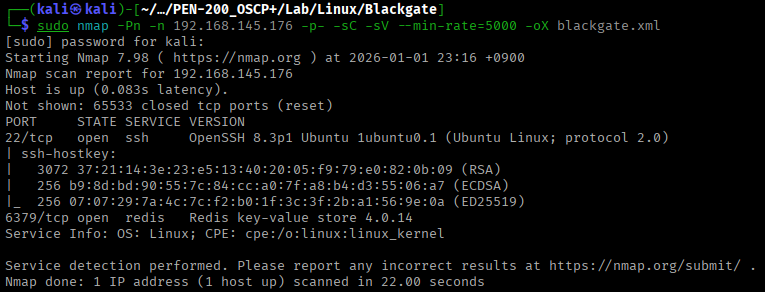 ┌──(kali㉿kali)-[~/…/PEN-200_OSCP+/Lab/Linux/Blackgate]
└─$ sudo nmap -Pn -n 192.168.145.176 -p- -sC -sV --min-rate=5000 -oX blackgate.xml
[sudo] password for kali:
Starting Nmap 7.98 ( https://nmap.org ) at 2026-01-01 23:16 +0900
Nmap scan report for 192.168.145.176
Host is up (0.083s latency).
Not shown: 65533 closed tcp ports (reset)
PORT     STATE SERVICE VERSION
22/tcp   open  ssh     OpenSSH 8.3p1 Ubuntu 1ubuntu0.1 (Ubuntu Linux; protocol 2.0)
| ssh-hostkey:
|   3072 37:21:14:3e:23:e5:13:40:20:05:f9:79:e0:82:0b:09 (RSA)
|   256 b9:8d:bd:90:55:7c:84:cc:a0:7f:a8:b4:d3:55:06:a7 (ECDSA)
|_  256 07:07:29:7a:4c:7c:f2:b0:1f:3c:3f:2b:a1:56:9e:0a (ED25519)
6379/tcp open  redis   Redis key-value store 4.0.14
Service Info: OS: Linux; CPE: cpe:/o:linux:linux_kernel

Service detection performed. Please report any incorrect results at https://nmap.org/submit/ .
Nmap done: 1 IP address (1 host up) scanned in 22.00 seconds